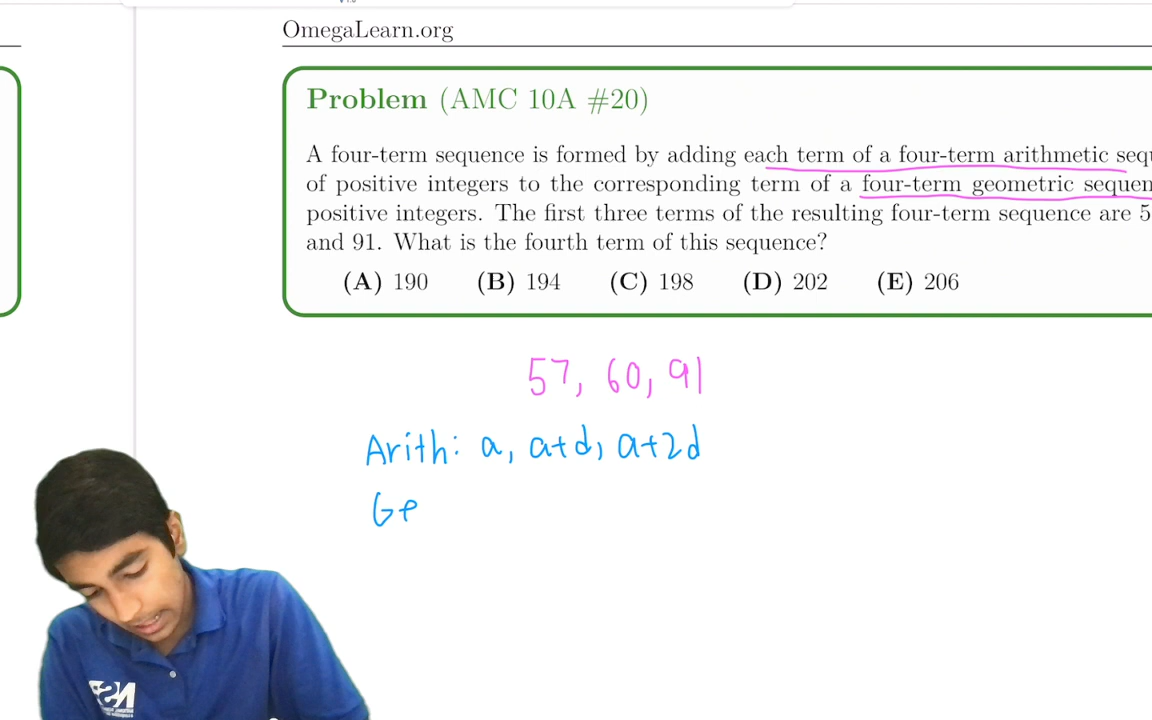 OmegaLearn.org
Problem (AMC 10A #20)
A four-term sequence is formed by adding each term of a four-term arithmetic sequ
of positive integers to the corresponding term of a four-term geometric sequen
positive integers. The first three terms of the resulting four-term sequence are 5
and 91. What is the fourth term of this sequence?
(A) 190 (B) 194 (C) 198 (D) 202 (E) 206
57, 60, 91
Arith: a, a+d, a+2d
Ge